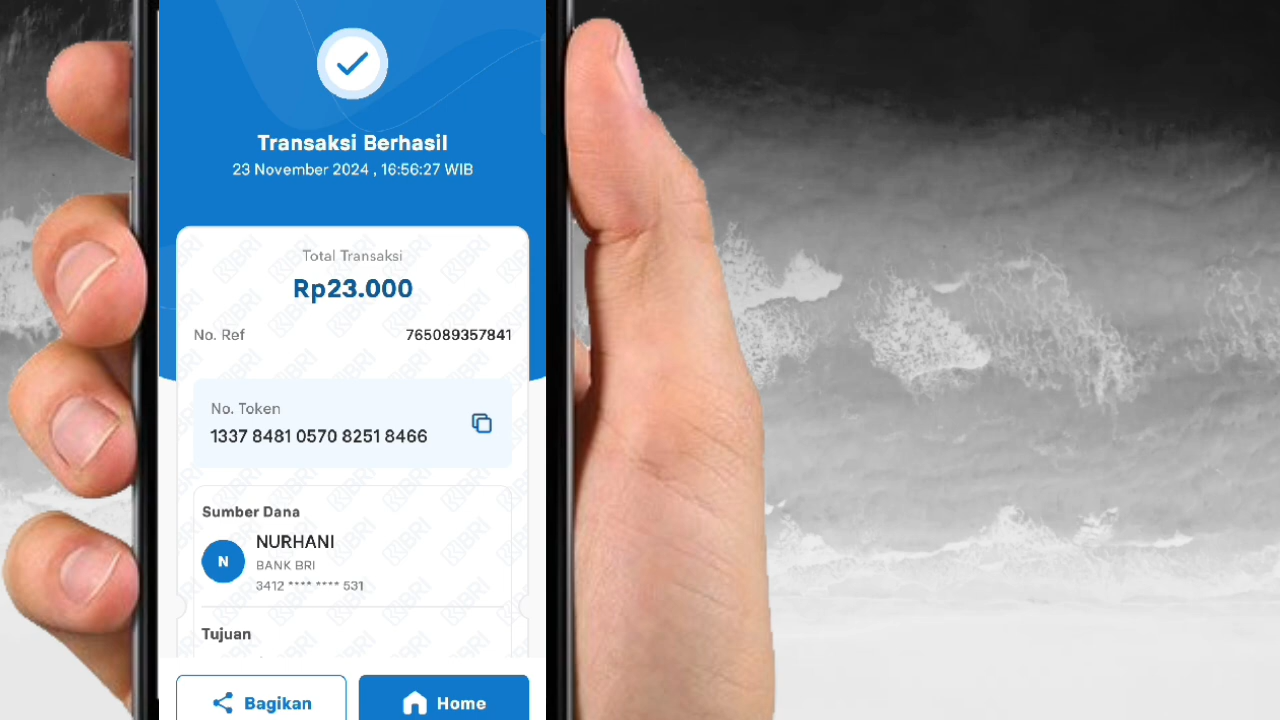 Transaksi Berhasil
23 November 2024 , 16:56:27 WIB
Total Transaksi
Rp23.000
No. Ref 765089357841
No. Token
1337 8481 0570 8251 8466
Sumber Dana
N NURHANI
BANK BRI
3412 **** **** 531
Tujuan
Bagikan Home